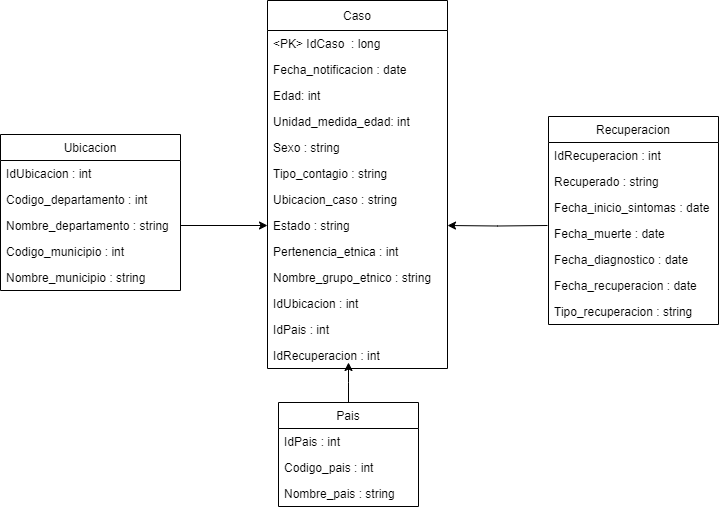 Caso
<PK> IdCaso : long
Fecha_notificacion : date
Edad: int
Unidad_medida_edad: int
Sexo : string
Tipo_contagio : string
Ubicacion_caso : string
Estado : string
Pertenencia_etnica : int
Nombre_grupo_etnico : string
IdUbicacion : int
IdPais : int
IdRecuperacion : int
Ubicacion
IdUbicacion : int
Codigo_departamento : int
Nombre_departamento : string
Codigo_municipio : int
Nombre_municipio : string
Recuperacion
IdRecuperacion : int
Recuperado : string
Fecha_inicio_sintomas : date
Fecha_muerte : date
Fecha_diagnostico : date
Fecha_recuperacion : date
Tipo_recuperacion : string
Pais
IdPais : int
Codigo_pais : int
Nombre_pais : string